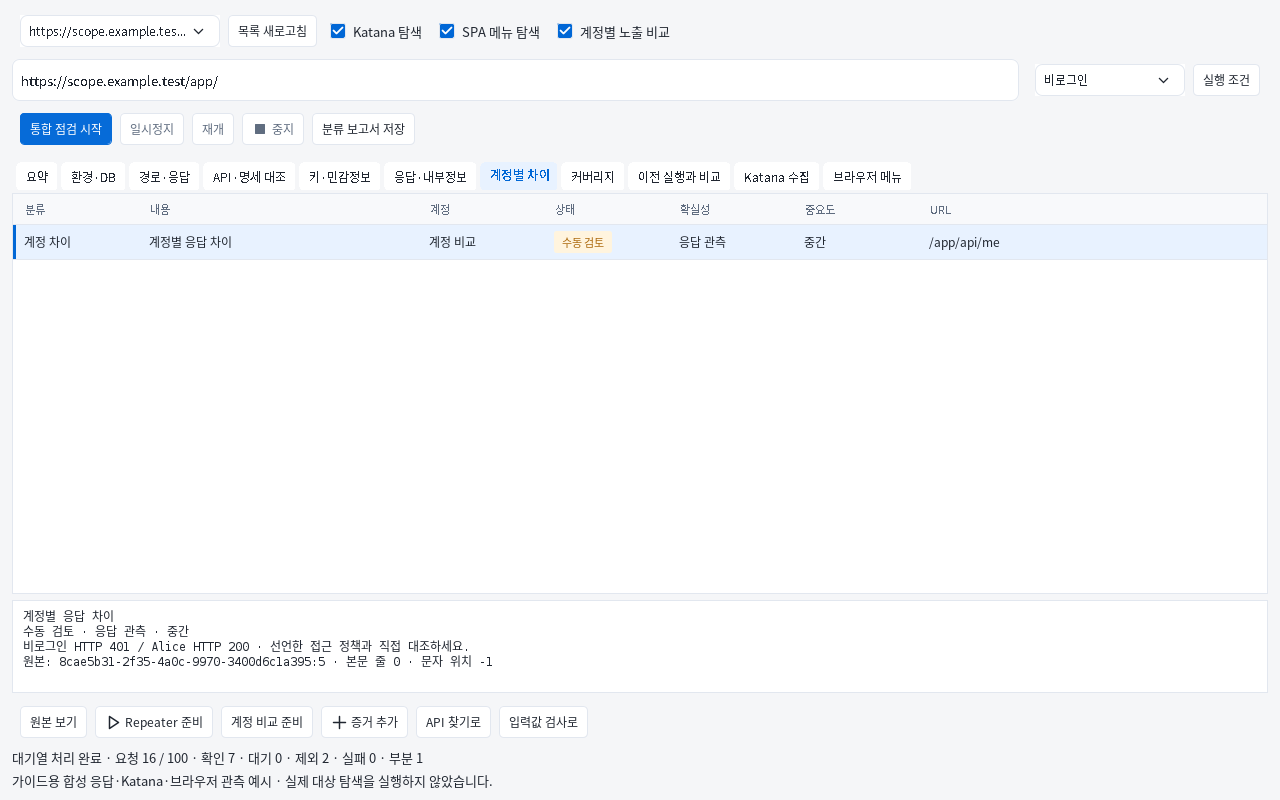 https://scope.example.tes... 목록 새로고침 Katana 탐색 SPA 메뉴 탐색 계정별 노출 비교
https://scope.example.test/app/ 비로그인 실행 조건
통합 점검 시작 일시정지 재개 중지 분류 보고서 저장
요약 환경·DB 경로·응답 API·명세 대조 키·민감정보 응답·내부정보 계정별 차이 커버리지 이전 실행과 비교 Katana 수집 브라우저 메뉴
분류 내용 계정 상태 확실성 중요도 URL
계정 차이 계정별 응답 차이 계정 비교 수동 검토 응답 관측 중간 /app/api/me
계정별 응답 차이
수동 검토 · 응답 관측 · 중간
비로그인 HTTP 401 / Alice HTTP 200 · 선언한 접근 정책과 직접 대조하세요.
원본: 8cae5b31-2f35-4a0c-9970-3400d6c1a395:5 · 본문 줄 0 · 문자 위치 -1
원본 보기 Repeater 준비 계정 비교 준비 증거 추가 API 찾기로 입력값 검사로
대기열 처리 완료 · 요청 16 / 100 · 확인 7 · 대기 0 · 제외 2 · 실패 0 · 부분 1
가이드용 합성 응답·Katana·브라우저 관측 예시 · 실제 대상 탐색을 실행하지 않았습니다.